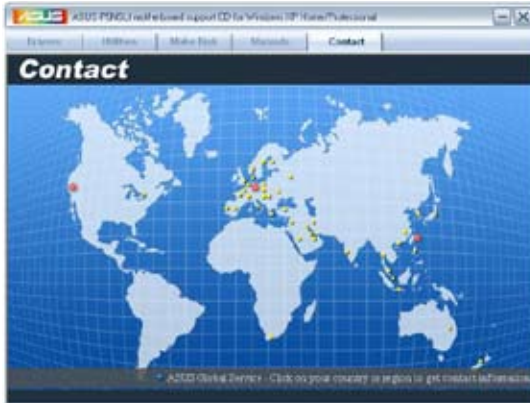 ASUS
ASUS P5NSLI motherboard support CD for Windows XP Home/Professional
Drivers Utilities Make Disk Manuals Contact
Contact
ASUS Global Service - Click on your country or region to get contact information